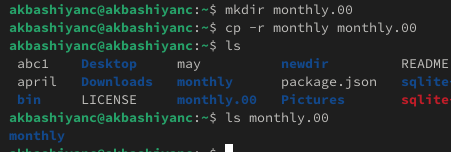 akbashiyanc@akbashiyanc:~$ mkdir monthly.00
akbashiyanc@akbashiyanc:~$ cp -r monthly monthly.00
akbashiyanc@akbashiyanc:~$ ls
abc1 Desktop may newdir README
april Downloads monthly package.json sqlite
bin LICENSE monthly.00 Pictures sqlite
akbashiyanc@akbashiyanc:~$ ls monthly.00
monthly
akbashiyanc@akbashiyanc:~$